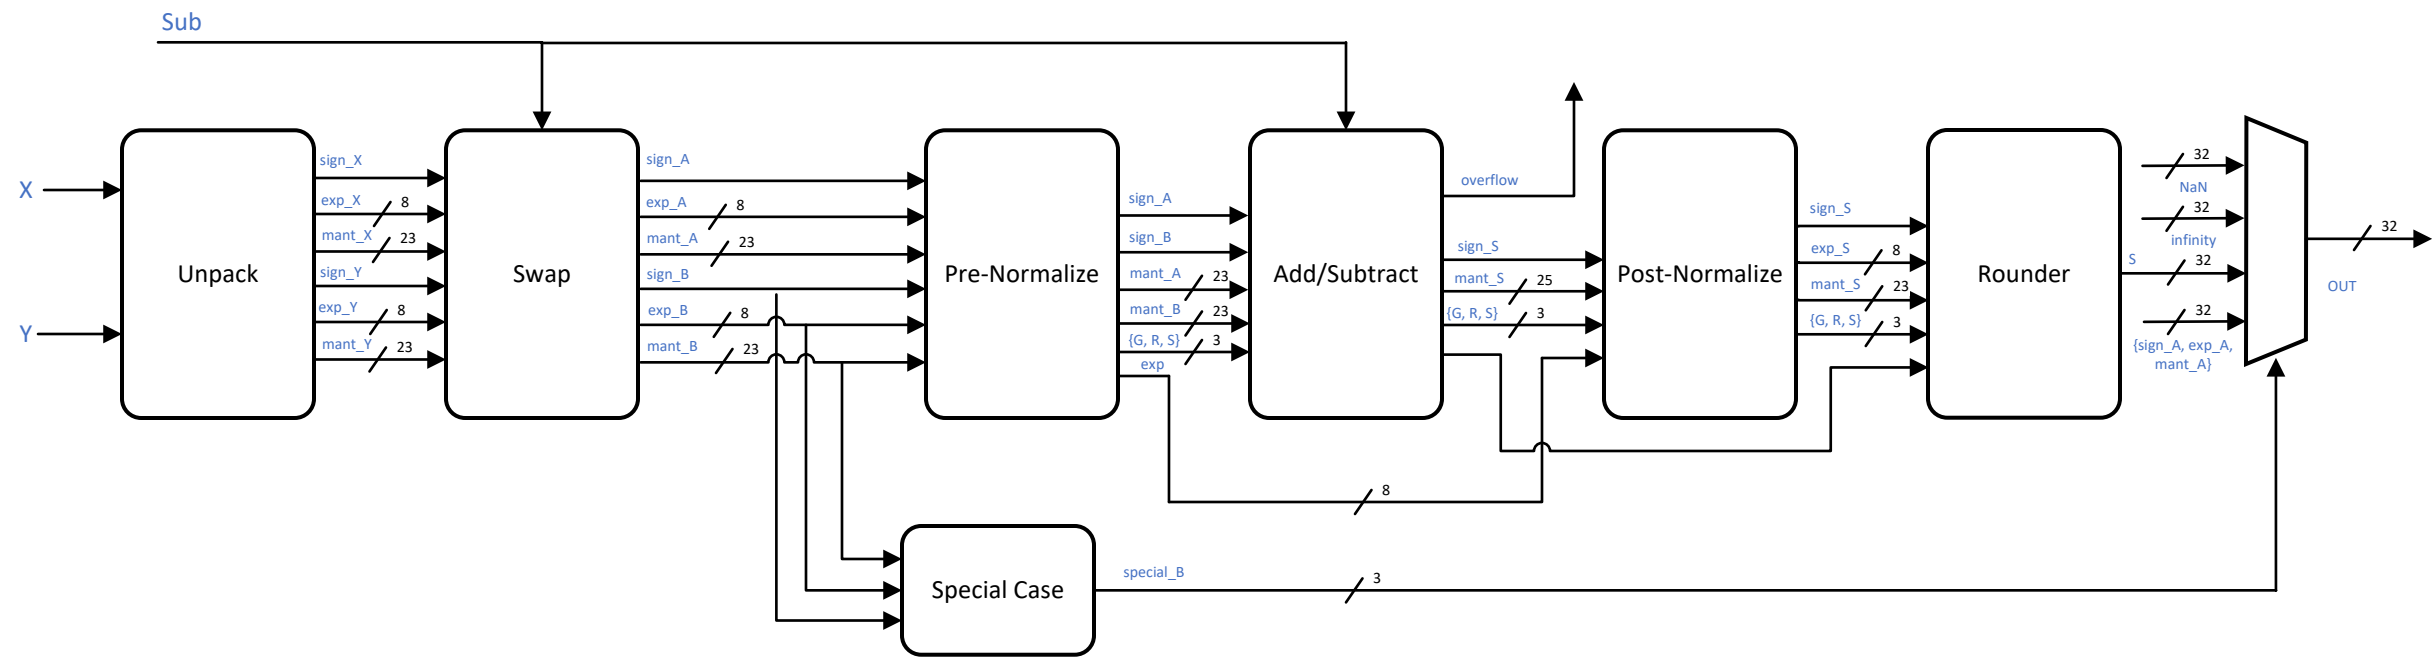 Sub
X
Y
Unpack
sign_X
exp_X
8
mant_X
23
sign_Y
exp_Y
8
mant_Y
23
Swap
sign_A
exp_A
8
mant_A
23
sign_B
exp_B
8
mant_B
23
Pre-Normalize
sign_A
sign_B
mant_A
23
mant_B
23
{G, R, S}
3
exp
8
Add/Subtract
overflow
sign_S
mant_S
25
{G, R, S}
3
Post-Normalize
sign_S
exp_S
8
mant_S
23
{G, R, S}
3
Rounder
32
NaN
32
infinity
S
32
32
{sign_A, exp_A,
mant_A}
32
OUT
Special Case
special_B
3